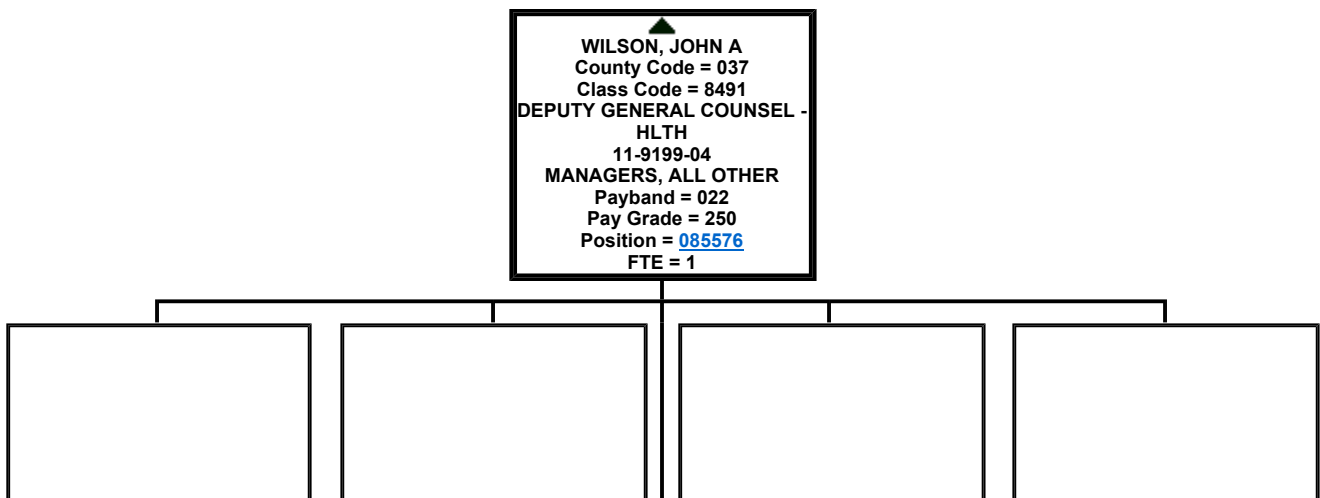 WILSON, JOHN A
County Code = 037
Class Code = 8491
DEPUTY GENERAL COUNSEL -
HLTH
11-9199-04
MANAGERS, ALL OTHER
Payband = 022
Pay Grade = 250
Position = 085576
FTE = 1